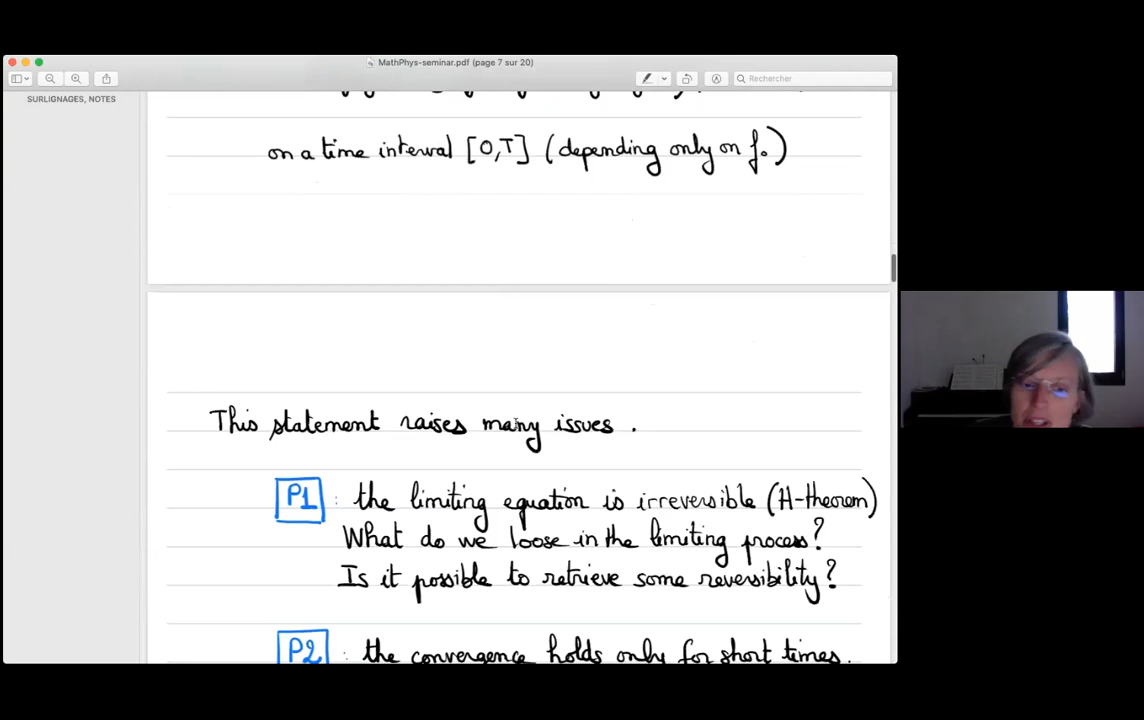 MathPhys-seminar.pdf (page 7 sur 20)
Rechercher
SURLIGNAGES, NOTES
on a time interval [0,T] (depending only on f₀)
This statement raises many issues.
P1 : the limiting equation is irreversible (H-theorem)
What do we loose in the limiting process?
Is it possible to retrieve some reversibility?
P2 : the convergence holds only for short times.